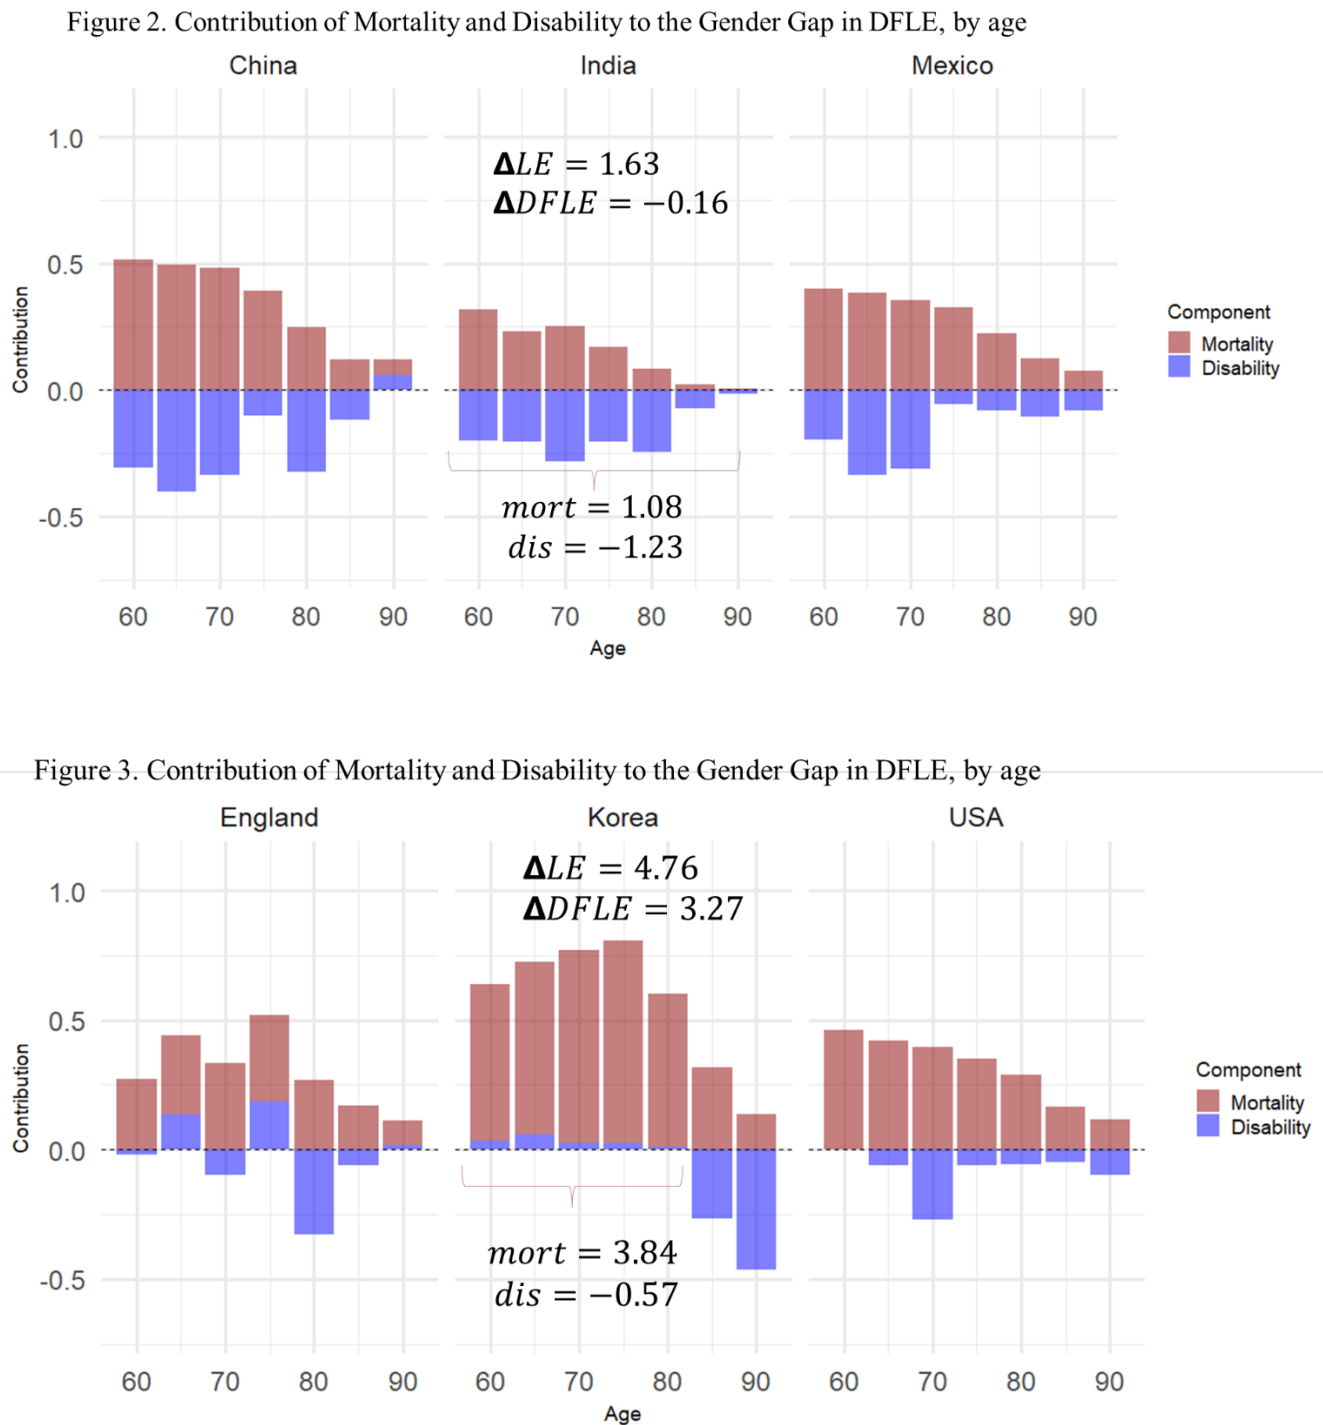 Figure 2. Contribution of Mortality and Disability to the Gender Gap in DFLE, by age
China
India
Mexico
1.0
0.5
0.0
-0.5
Contribution
ΔLE = 1.63
ΔDFLE = −0.16
mort = 1.08
dis = −1.23
60 70 80 90
60 70 80 90
60 70 80 90
Age
Component
Mortality
Disability
Figure 3. Contribution of Mortality and Disability to the Gender Gap in DFLE, by age
England
Korea
USA
1.0
0.5
0.0
-0.5
Contribution
ΔLE = 4.76
ΔDFLE = 3.27
mort = 3.84
dis = −0.57
60 70 80 90
60 70 80 90
60 70 80 90
Age
Component
Mortality
Disability